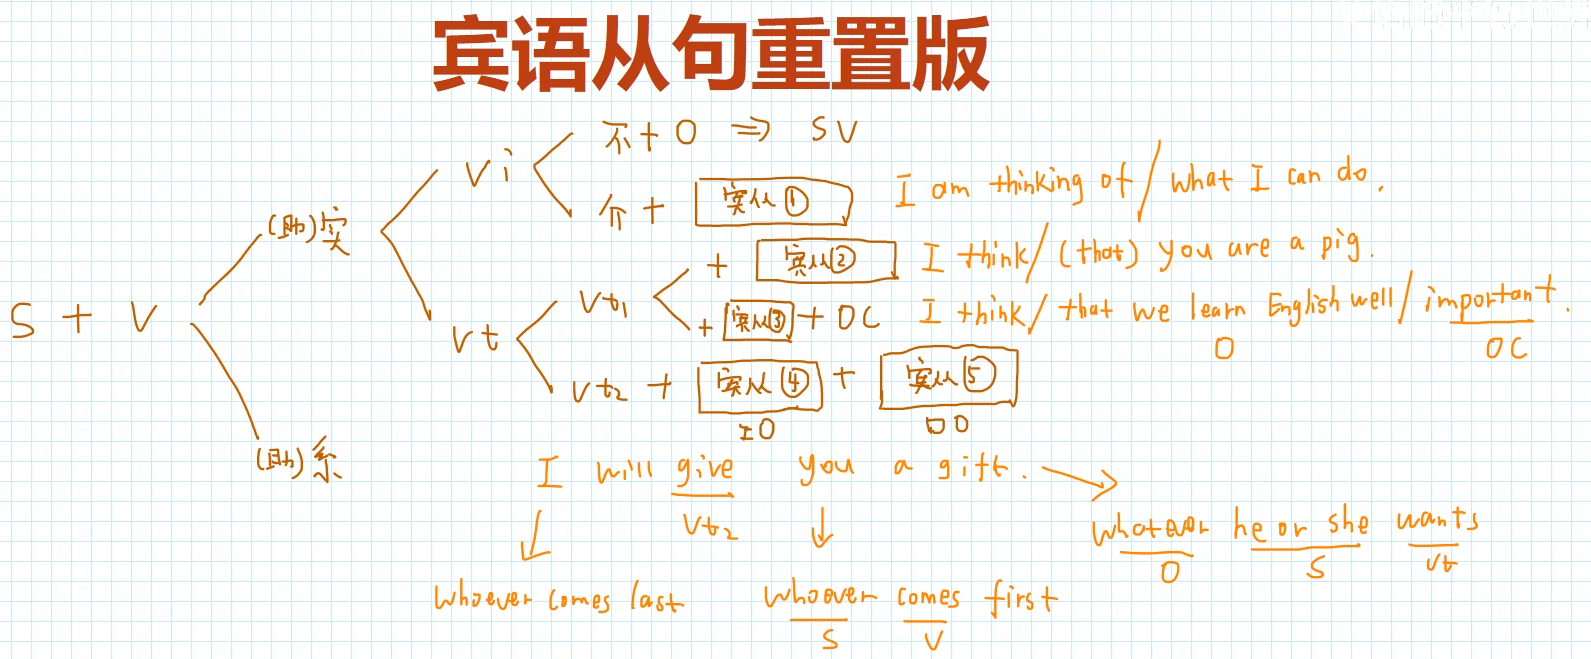 宾语从句重置版
vi 不+O ⇒ SV
介+ 宾从① I am thinking of/what I can do.
(助)实
+ 宾从② I think/(that) you are a pig.
S+V
vt vt₁ + 宾从③+OC I think/that we learn English well/important.
O OC
vt₂ + 宾从④ + 宾从⑤
IO DO
(助)系
I will give you a gift.
vt₂
whatever he or she wants
O S vt
whoever comes last whoever comes first
S V